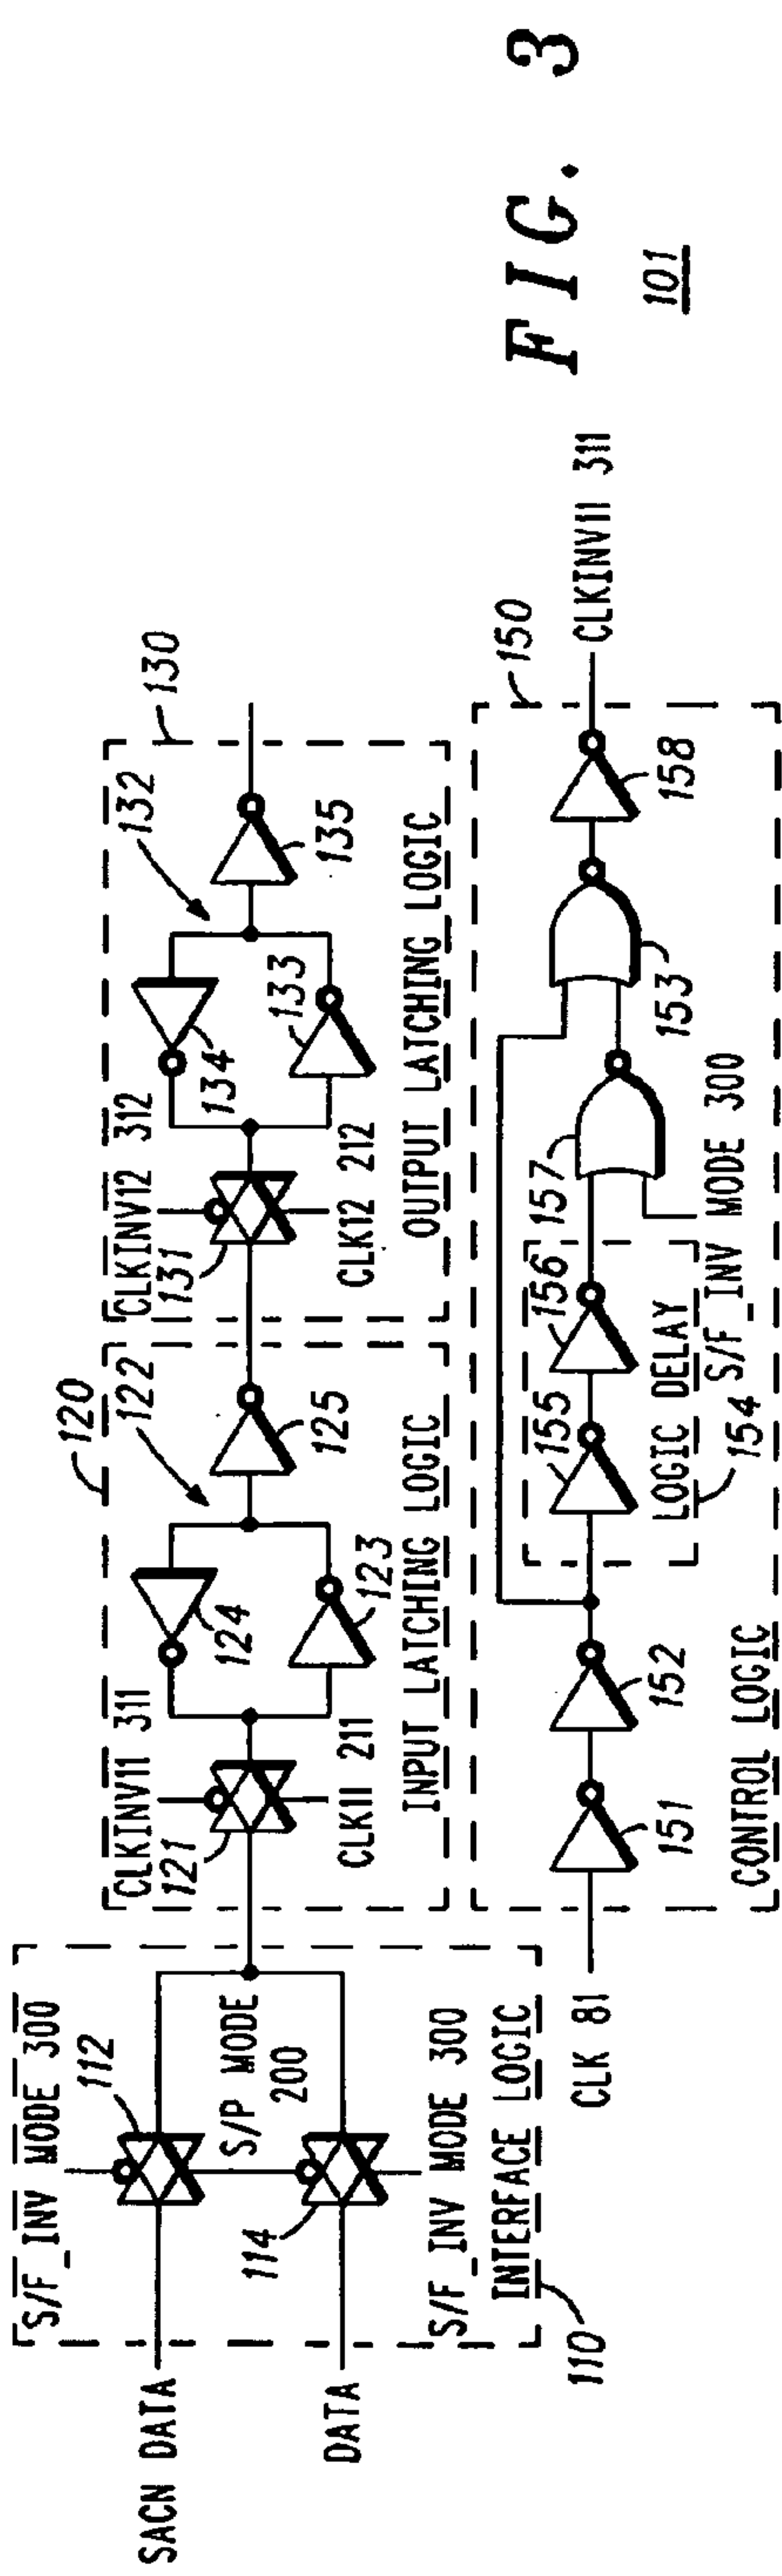 SACN DATA
DATA
S/F_INV MODE 300
112
S/P MODE
200
114
S/F_INV MODE 300
INTERFACE LOGIC
110
120
CLKINV11 311
121
CLK11 211
122
124
123
125
INPUT LATCHING LOGIC
130
CLKINV12 312
131
CLK12 212
132
134
133
135
OUTPUT LATCHING LOGIC
CLK 81
151
152
155
156
LOGIC DELAY
154
157
S/F_INV MODE 300
153
158
150
CLKINV11 311
CONTROL LOGIC
FIG. 3
101